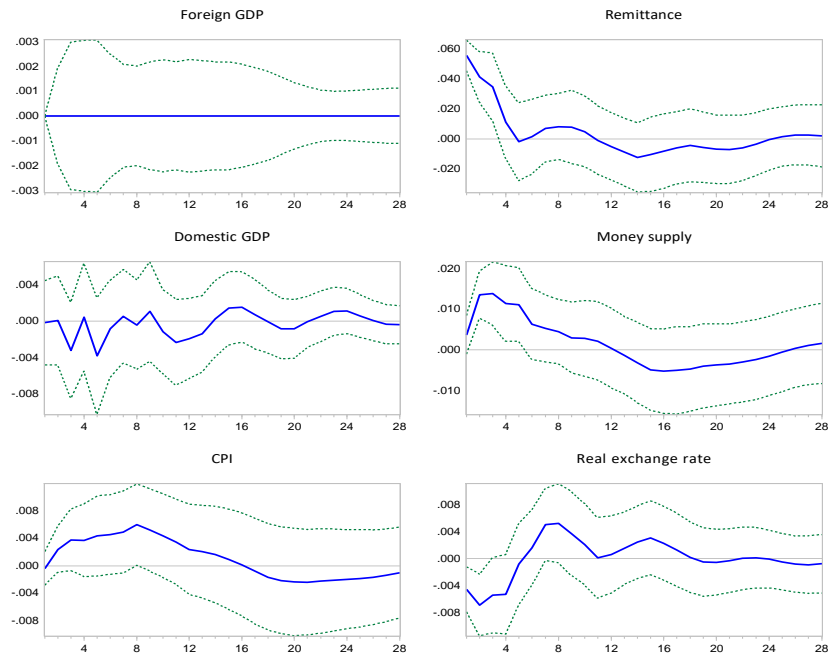 Foreign GDP
.003
.002
.001
.000
-.001
-.002
-.003
4 8 12 16 20 24 28
Remittance
.060
.040
.020
.000
-.020
4 8 12 16 20 24 28
Domestic GDP
.004
.000
-.004
-.008
4 8 12 16 20 24 28
Money supply
.020
.010
.000
-.010
4 8 12 16 20 24 28
CPI
.008
.004
.000
-.004
-.008
4 8 12 16 20 24 28
Real exchange rate
.008
.004
.000
-.004
-.008
4 8 12 16 20 24 28